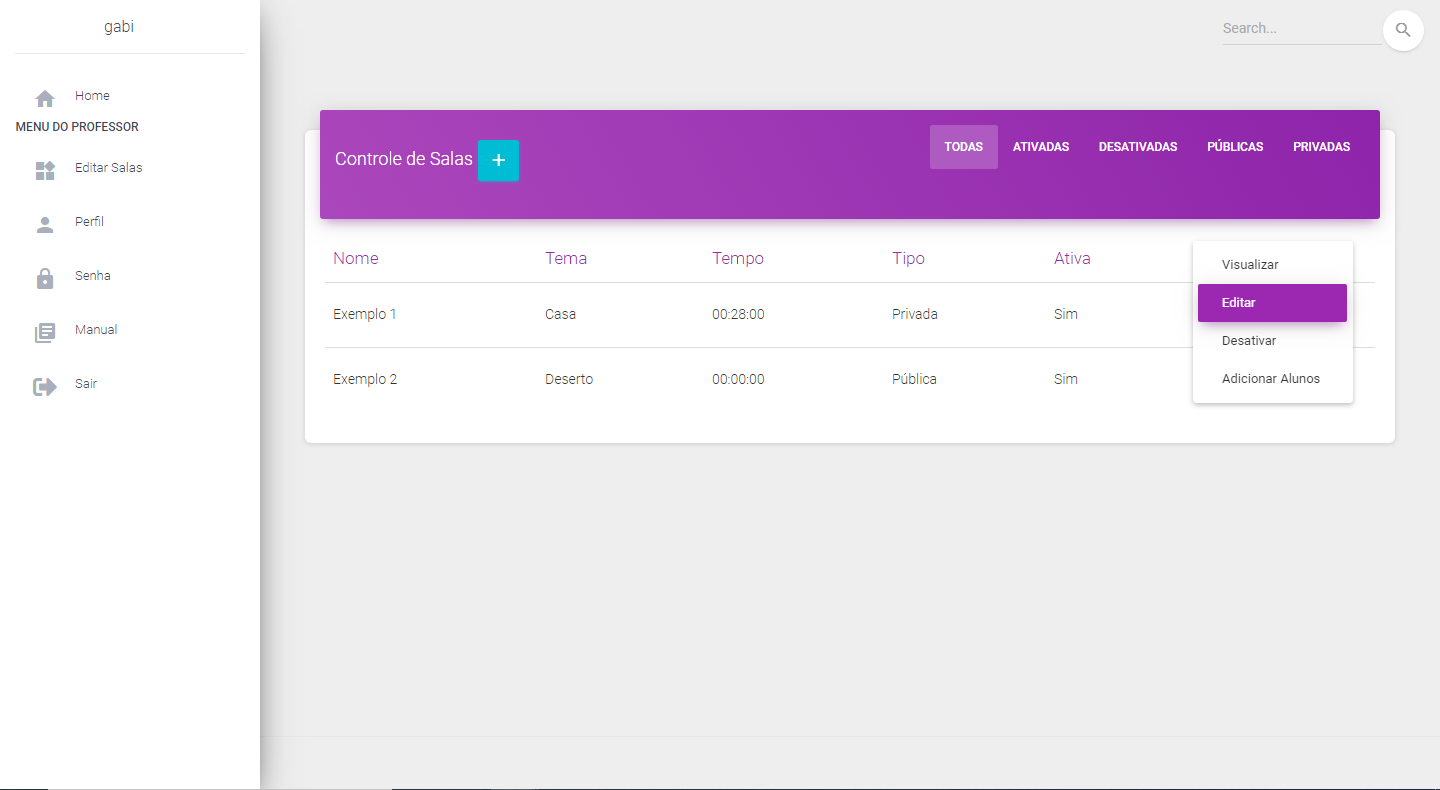 gabi
Home
MENU DO PROFESSOR
Editar Salas
Perfil
Senha
Manual
Sair
Search...
Controle de Salas +
TODAS ATIVADAS DESATIVADAS PÚBLICAS PRIVADAS
Nome Tema Tempo Tipo Ativa
Exemplo 1 Casa 00:28:00 Privada Sim
Exemplo 2 Deserto 00:00:00 Pública Sim
Visualizar
Editar
Desativar
Adicionar Alunos